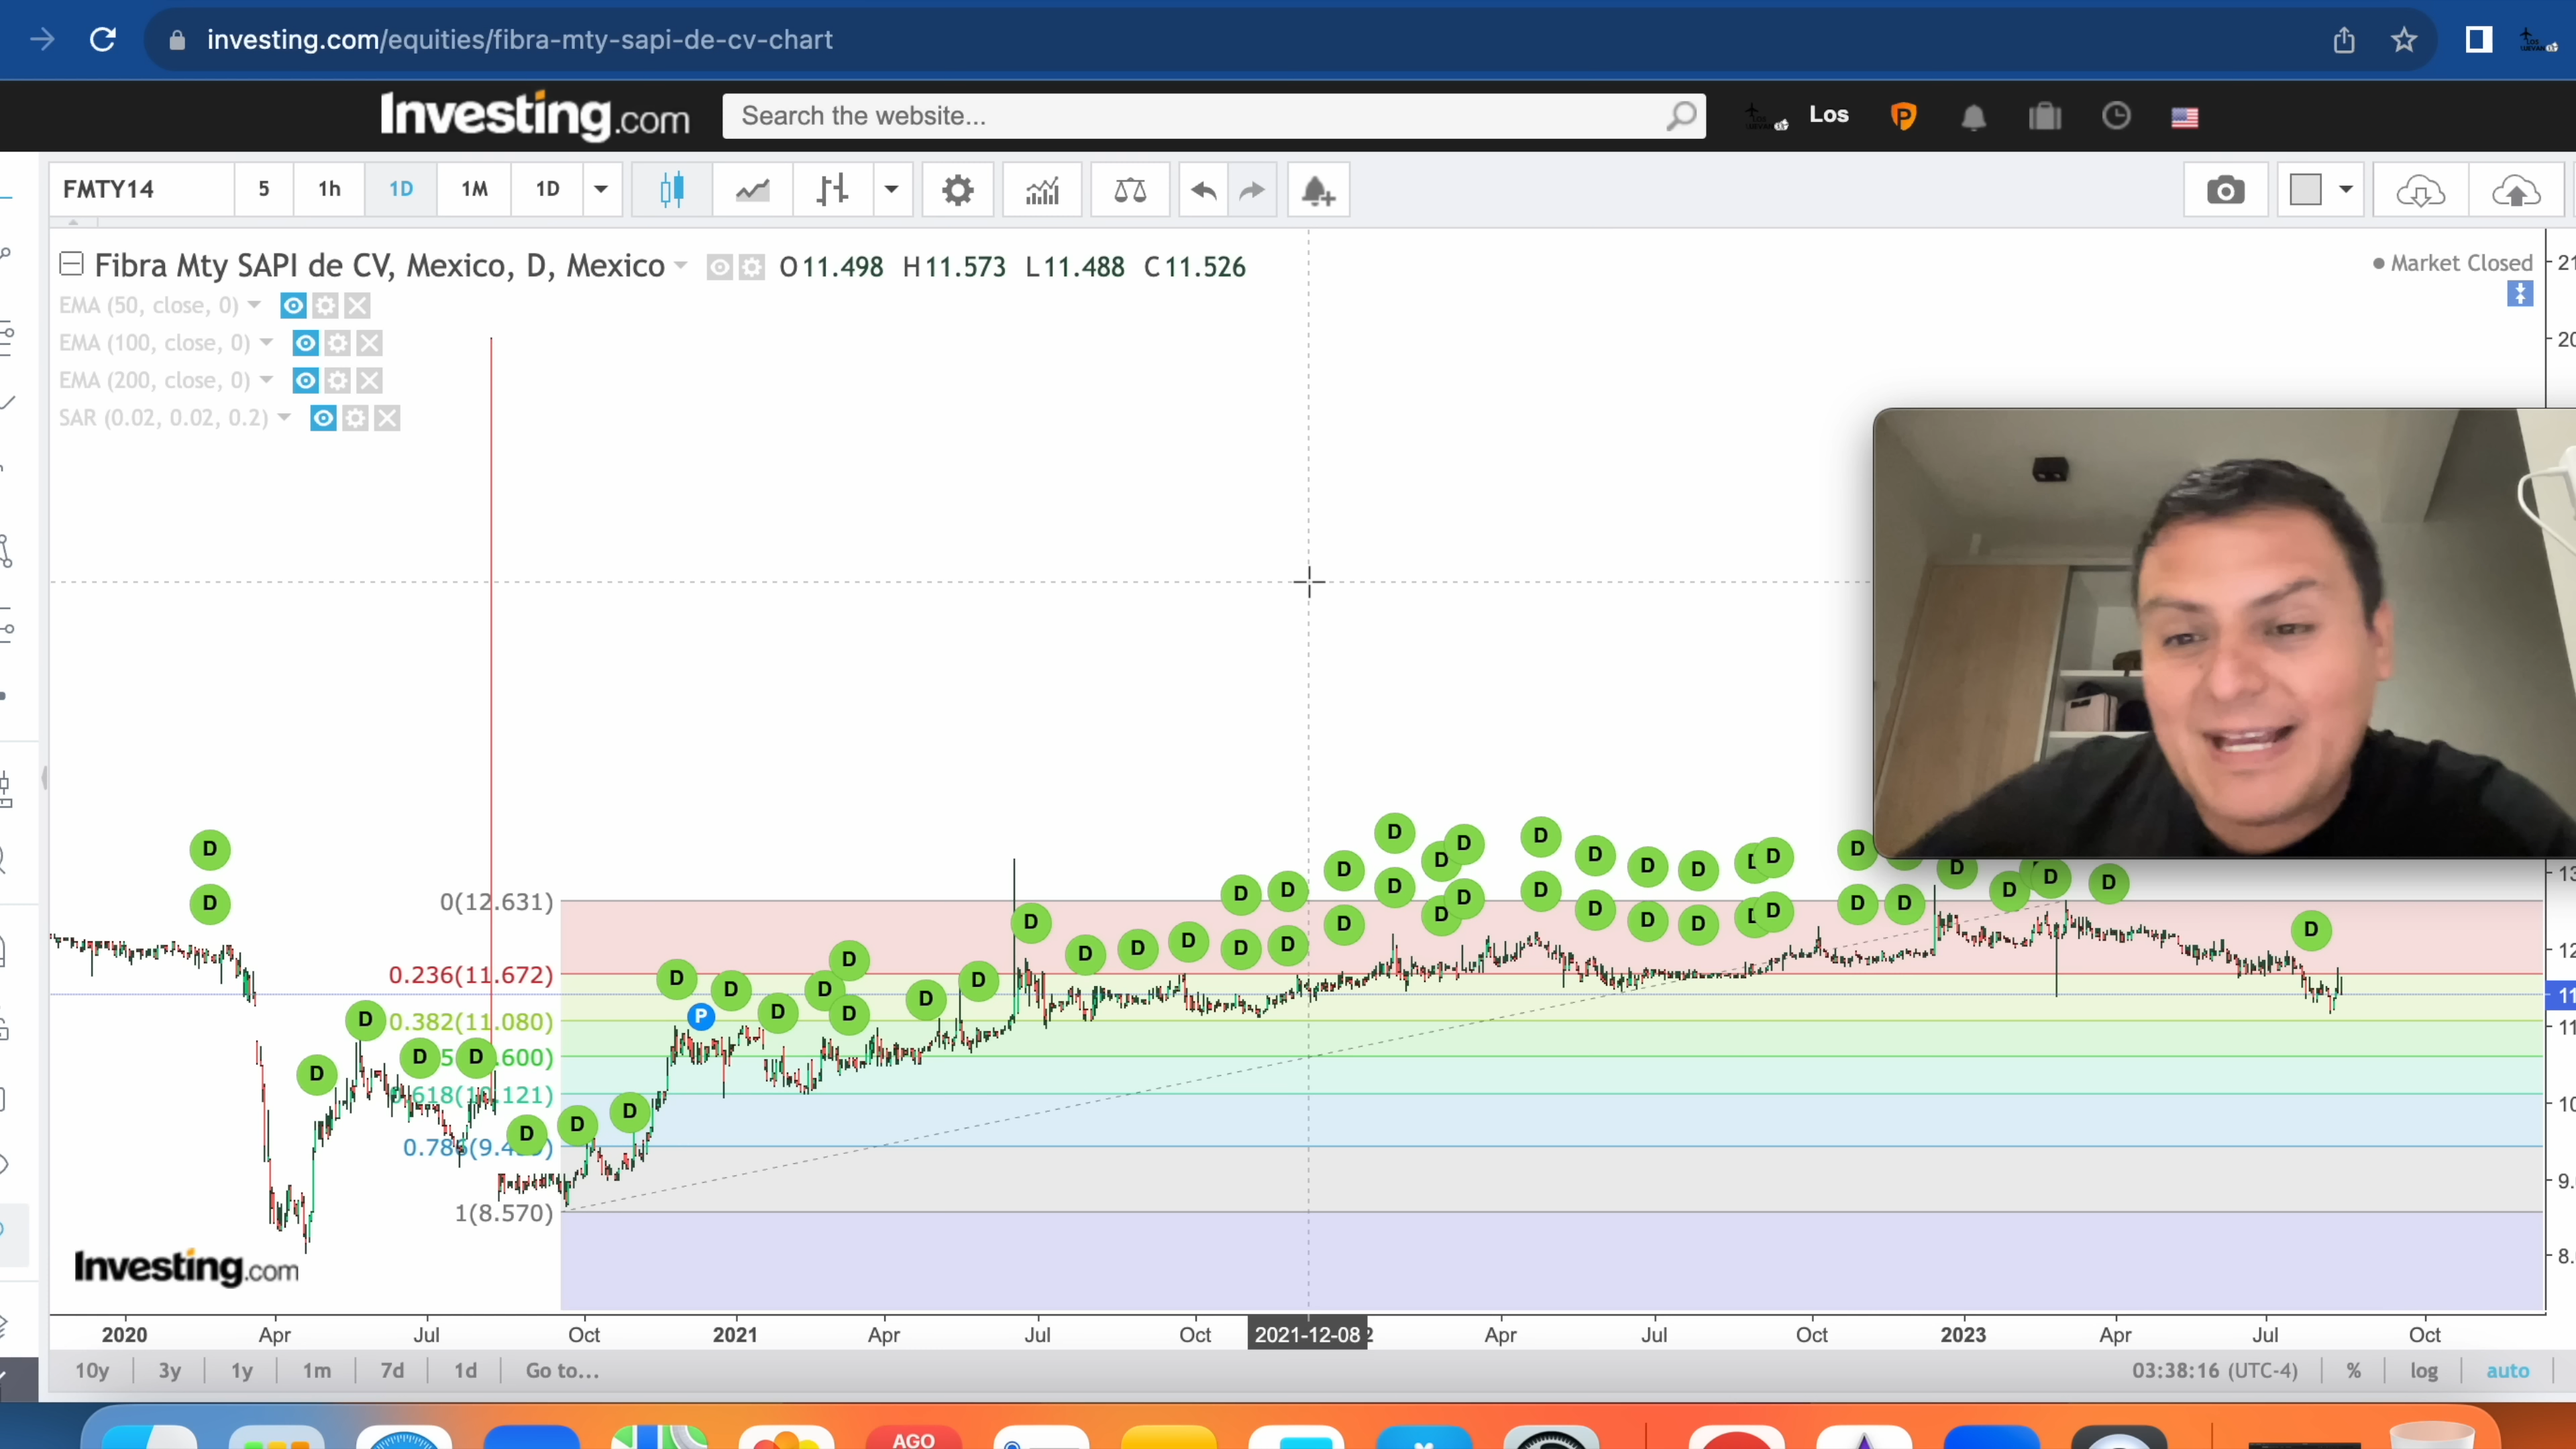 investing.com/equities/fibra-mty-sapi-de-cv-chart
Investing.com
Search the website...
Los
P
FMTY14
5
1h
1D
1M
1D
Fibra Mty SAPI de CV, Mexico, D, Mexico
O 11.498 H 11.573 L 11.488 C 11.526
Market Closed
EMA (50, close, 0)
EMA (100, close, 0)
EMA (200, close, 0)
SAR (0.02, 0.02, 0.2)
0(12.631)
0.236(11.672)
0.382(11.080)
1(8.570)
D
P
Investing.com
2020 Apr Jul Oct 2021 Apr Jul Oct 2021-12-08 Apr Jul Oct 2023 Apr Jul Oct
10y 3y 1y 1m 7d 1d Go to...
03:38:16 (UTC-4) % log auto
AGO